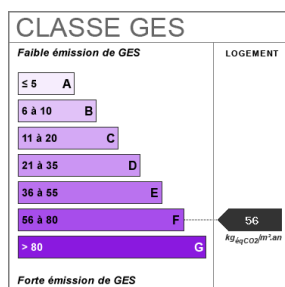 CLASSE GES
Faible émission de GES
LOGEMENT
≤ 5 A
6 à 10 B
11 à 20 C
21 à 35 D
36 à 55 E
56 à 80 F
56
kgéqCO2/m².an
> 80 G
Forte émission de GES